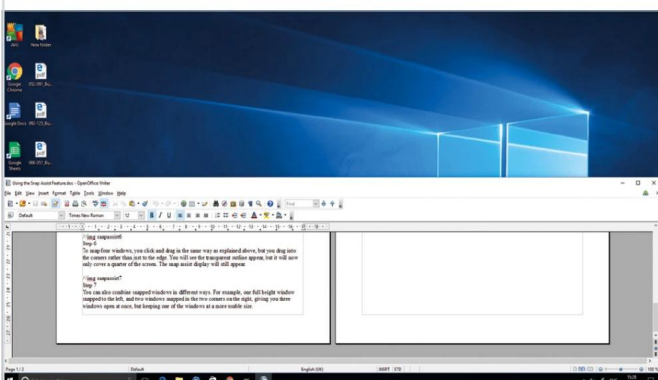 AVG New folder
Google Chrome
Google Docs
Google Sheets
Using the Snap Assist Feature.doc - OpenOffice Writer
File Edit View Insert Format Table Tools Window Help
Find
Default Times New Roman 12
//img snapassist6
Step 6
To snap four windows, you click and drag in the same way as explained above, but you drag into
the corners rather than just to the edge. You will see the transparent outline appear, but it will now
only cover a quarter of the screen. The snap assist display will still appear.
//img snapassist7
Step 7
You can also combine snapped windows in different ways. For example, one full height window
snapped to the left, and two windows snapped in the two corners on the right, giving you three
windows open at once, but keeping one of the windows at a more usable size.
Page 1 / 2 Default English (UK) INSRT STD 100 %